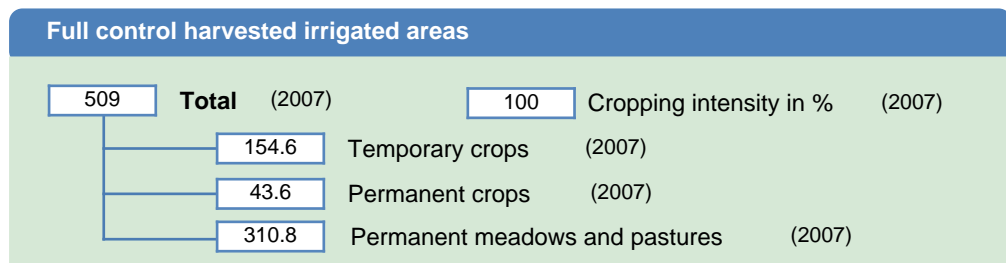 Full control harvested irrigated areas
509 Total (2007) 100 Cropping intensity in % (2007)
154.6 Temporary crops (2007)
43.6 Permanent crops (2007)
310.8 Permanent meadows and pastures (2007)